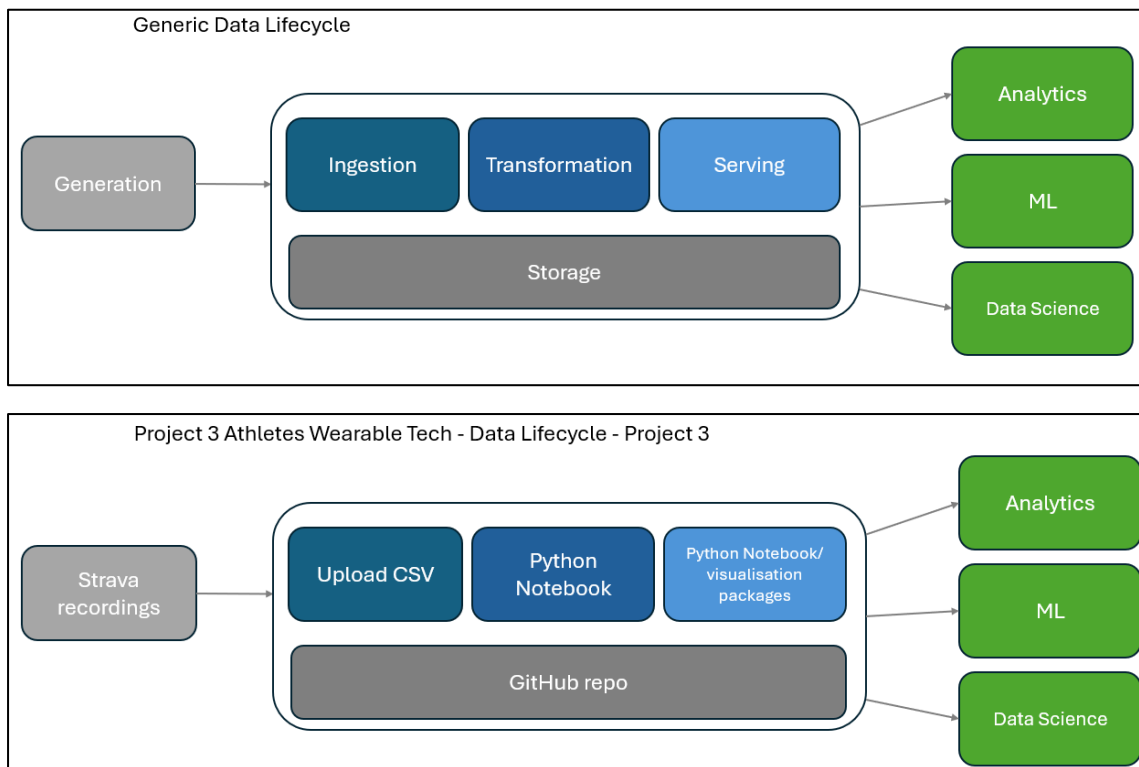 Generic Data Lifecycle
Generation
Ingestion
Transformation
Serving
Storage
Analytics
ML
Data Science
Project 3 Athletes Wearable Tech - Data Lifecycle - Project 3
Strava
recordings
Upload CSV
Python
Notebook
Python Notebook/
visualisation
packages
GitHub repo
Analytics
ML
Data Science